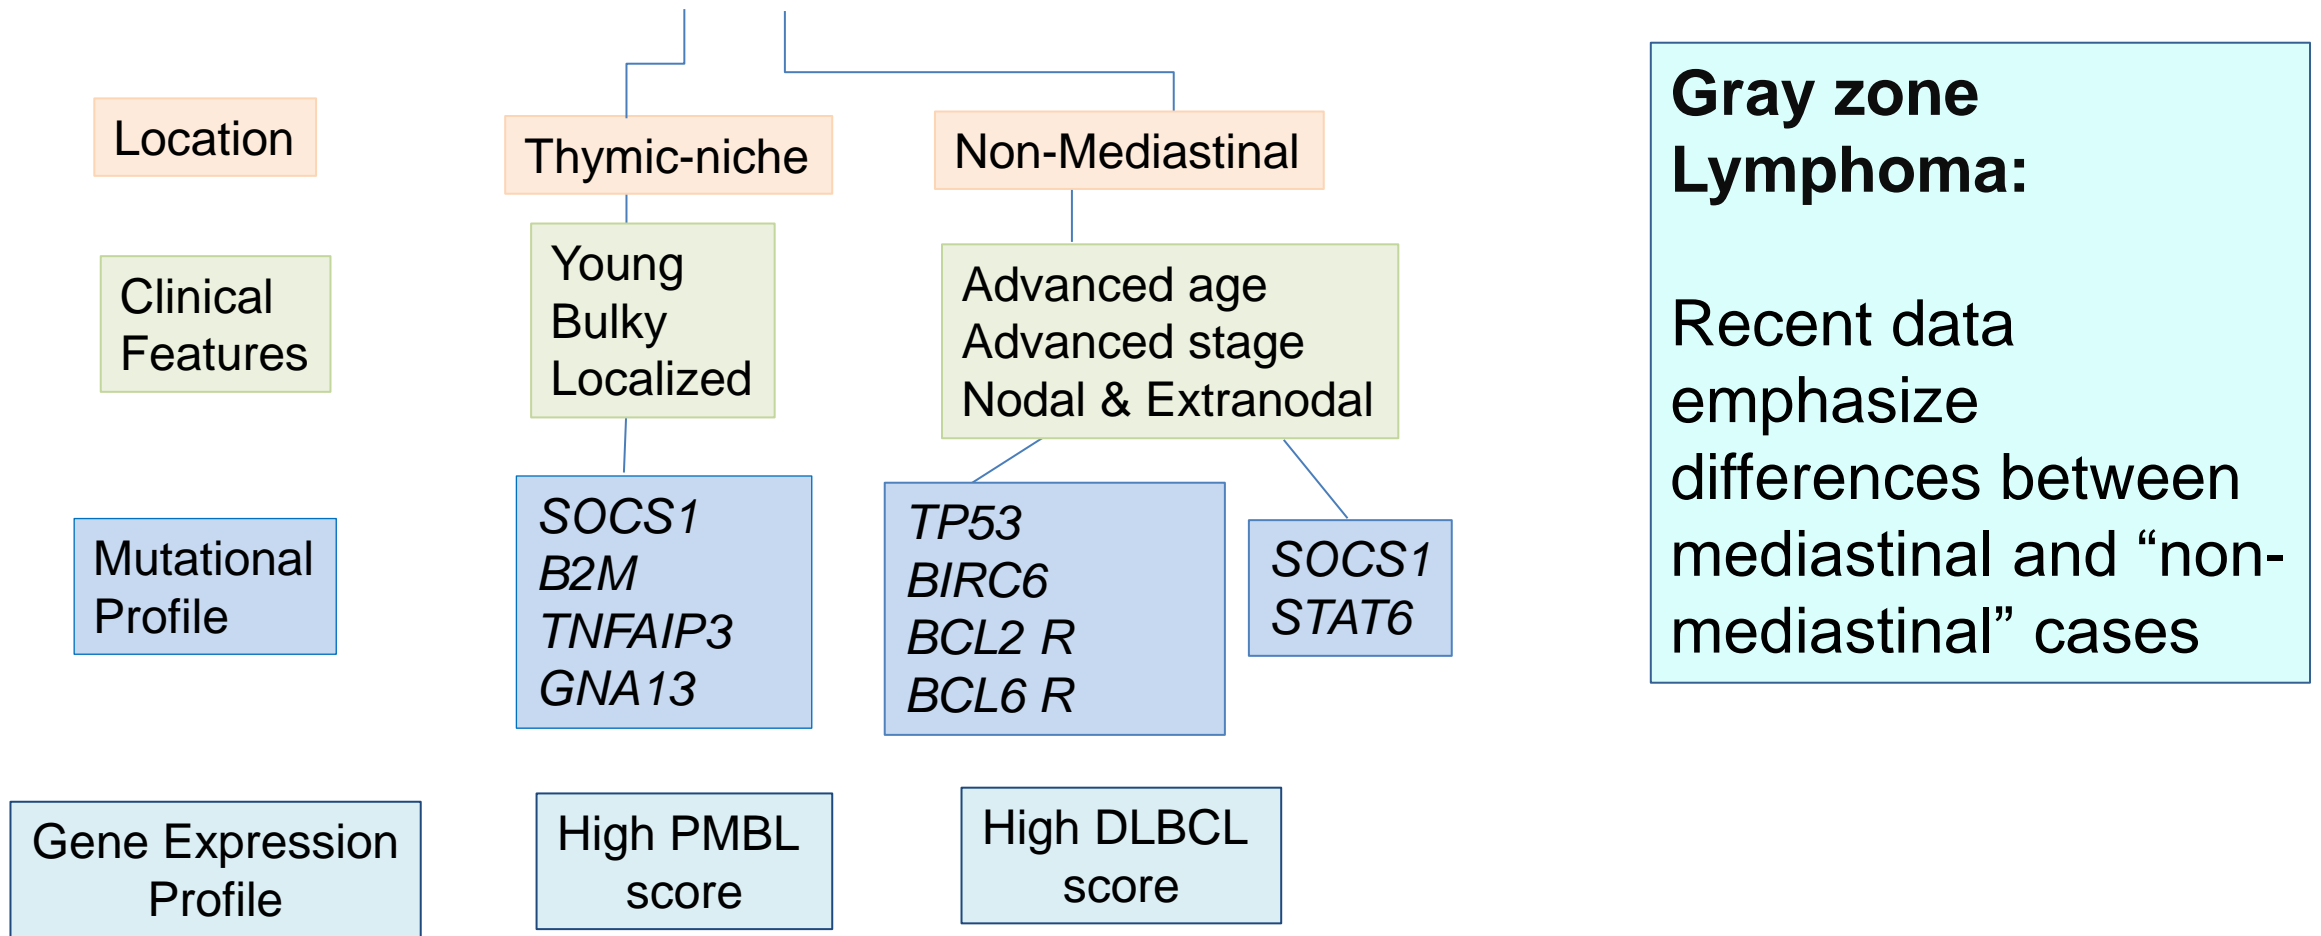 Location
Thymic-niche
Non-Mediastinal
Clinical
Features
Young
Bulky
Localized
Advanced age
Advanced stage
Nodal & Extranodal
Mutational
Profile
SOCS1
B2M
TNFAIP3
GNA13
TP53
BIRC6
BCL2 R
BCL6 R
SOCS1
STAT6
Gene Expression
Profile
High PMBL
score
High DLBCL
score
Gray zone
Lymphoma:
Recent data
emphasize
differences between
mediastinal and “non-
mediastinal” cases